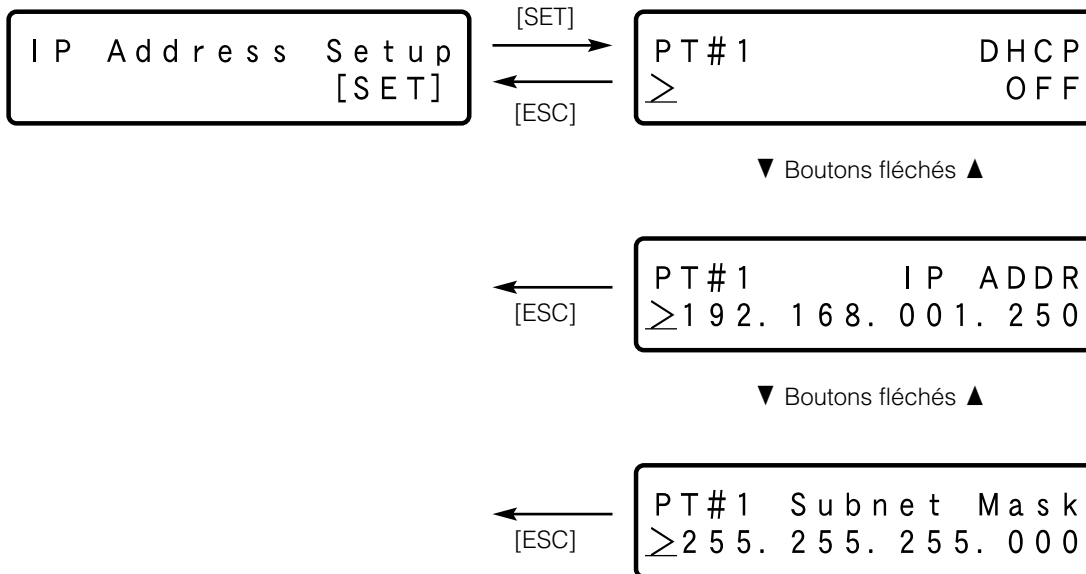 [SET]
IP Address Setup
[SET]
PT#1 DHCP
> OFF
[ESC]
▼ Boutons fléchés ▲
PT#1 IP ADDR
>192.168.001.250
[ESC]
▼ Boutons fléchés ▲
PT#1 Subnet Mask
>255.255.255.000
[ESC]